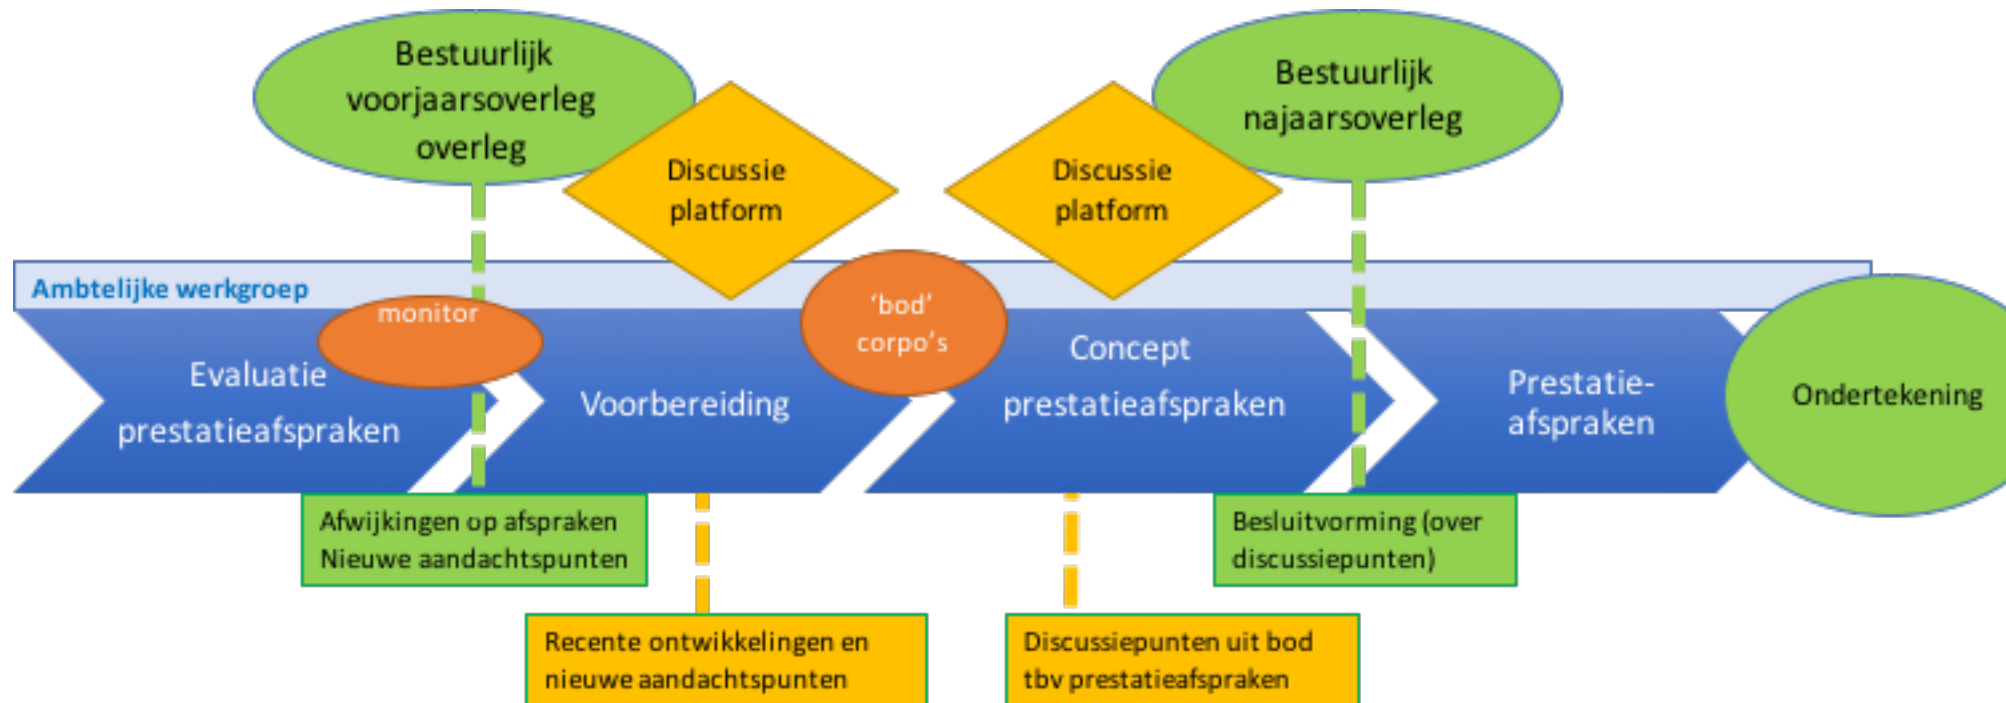 Bestuurlijk
voorjaarsoverleg
overleg
Discussie
platform
Discussie
platform
Bestuurlijk
najaarsoverleg
Ambtelijke werkgroep
monitor
'bod'
corpo's
Evaluatie
prestatieafspraken
Voorbereiding
Concept
prestatieafspraken
Prestatie-
afspraken
Ondertekening
Afwijkingen op afspraken
Nieuwe aandachtspunten
Besluitvorming (over
discussiepunten)
Recente ontwikkelingen en
nieuwe aandachtspunten
Discussiepunten uit bod
tbv prestatieafspraken